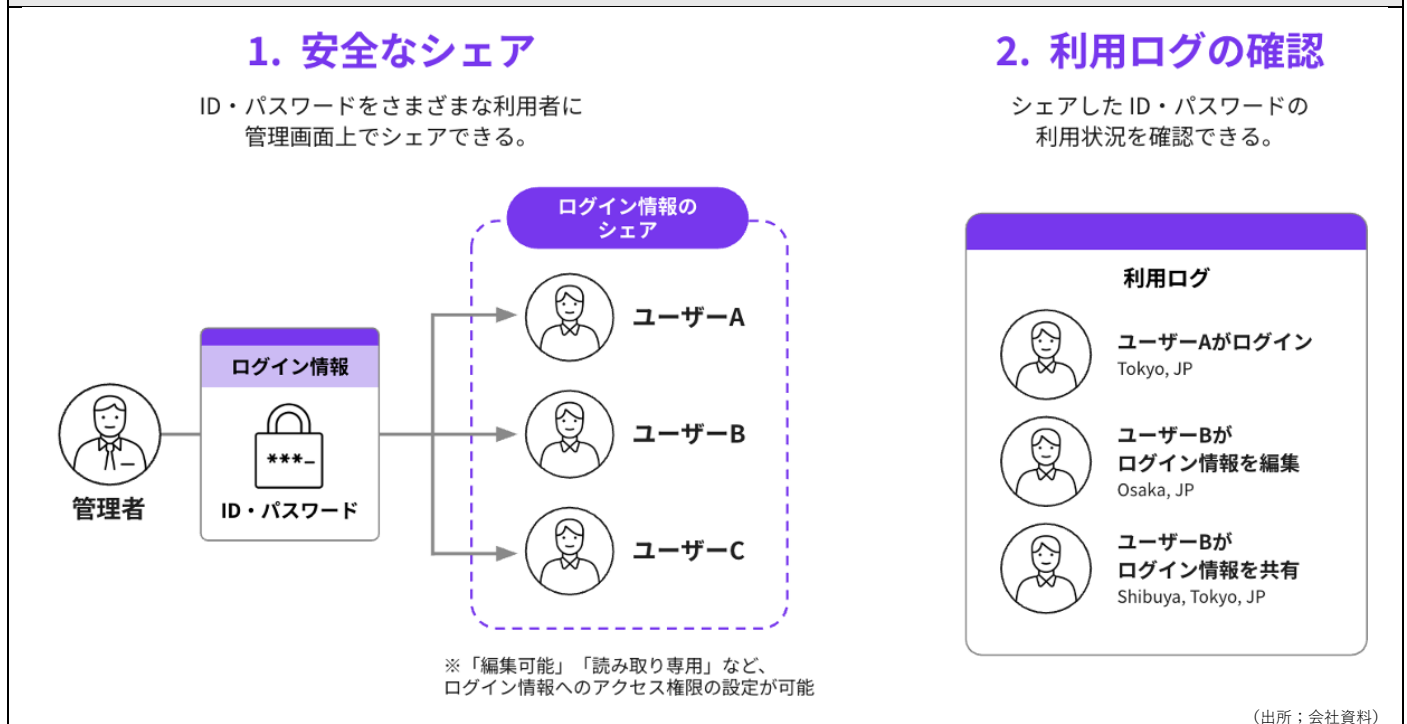 1. 安全なシェア
ID・パスワードをさまざまな利用者に
管理画面上でシェアできる。
ログイン情報の
シェア
ユーザーA
ログイン情報
ユーザーB
***_
管理者
ID・パスワード
ユーザーC
※「編集可能」「読み取り専用」など、
ログイン情報へのアクセス権限の設定が可能
2. 利用ログの確認
シェアした ID・パスワードの
利用状況を確認できる。
利用ログ
ユーザーAがログイン
Tokyo, JP
ユーザーBが
ログイン情報を編集
Osaka, JP
ユーザーBが
ログイン情報を共有
Shibuya, Tokyo, JP
（出所；会社資料）